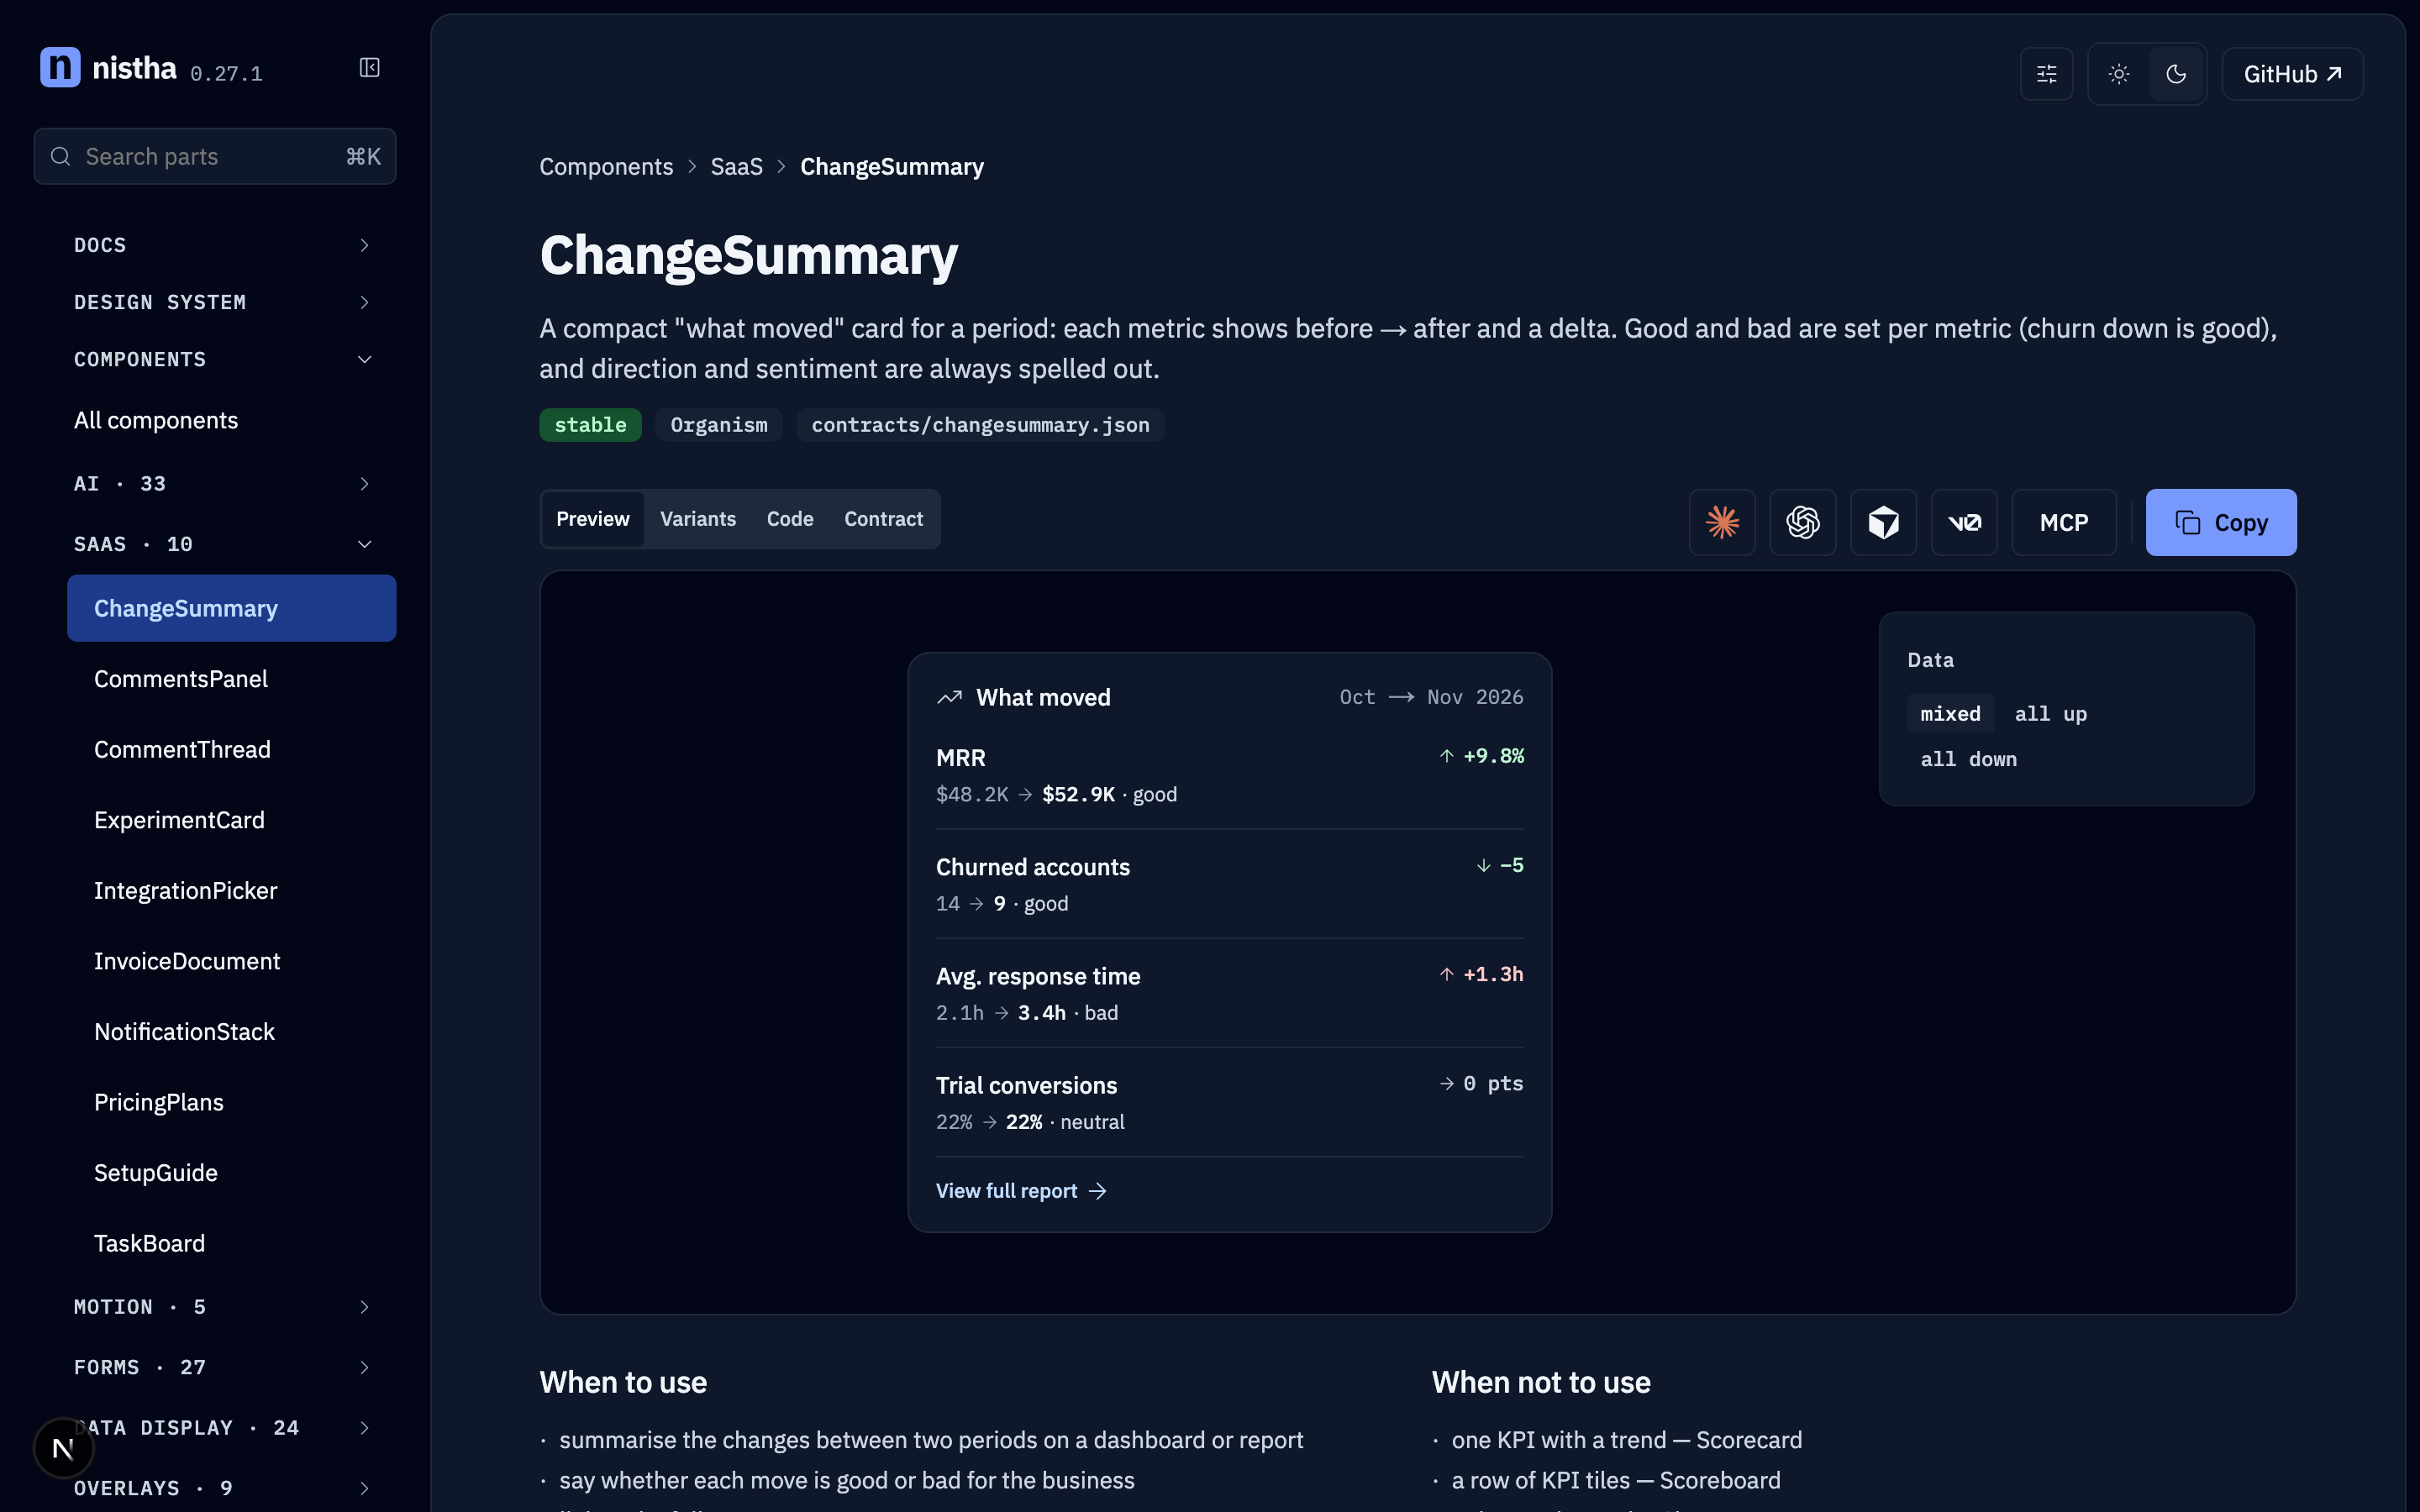 nistha 0.27.1
Search parts ⌘K
DOCS
DESIGN SYSTEM
COMPONENTS
All components
AI · 33
SAAS · 10
ChangeSummary
CommentsPanel
CommentThread
ExperimentCard
IntegrationPicker
InvoiceDocument
NotificationStack
PricingPlans
SetupGuide
TaskBoard
MOTION · 5
FORMS · 27
DATA DISPLAY · 24
OVERLAYS · 9
GitHub ↗
Components > SaaS > ChangeSummary
ChangeSummary
A compact "what moved" card for a period: each metric shows before → after and a delta. Good and bad are set per metric (churn down is good),
and direction and sentiment are always spelled out.
stable Organism contracts/changesummary.json
Preview Variants Code Contract
v0 MCP Copy
What moved Oct → Nov 2026
MRR ↑ +9.8%
$48.2K → $52.9K · good
Churned accounts ↓ −5
14 → 9 · good
Avg. response time ↑ +1.3h
2.1h → 3.4h · bad
Trial conversions → 0 pts
22% → 22% · neutral
View full report →
Data
mixed all up
all down
When to use
· summarise the changes between two periods on a dashboard or report
· say whether each move is good or bad for the business
When not to use
· one KPI with a trend — Scorecard
· a row of KPI tiles — Scoreboard